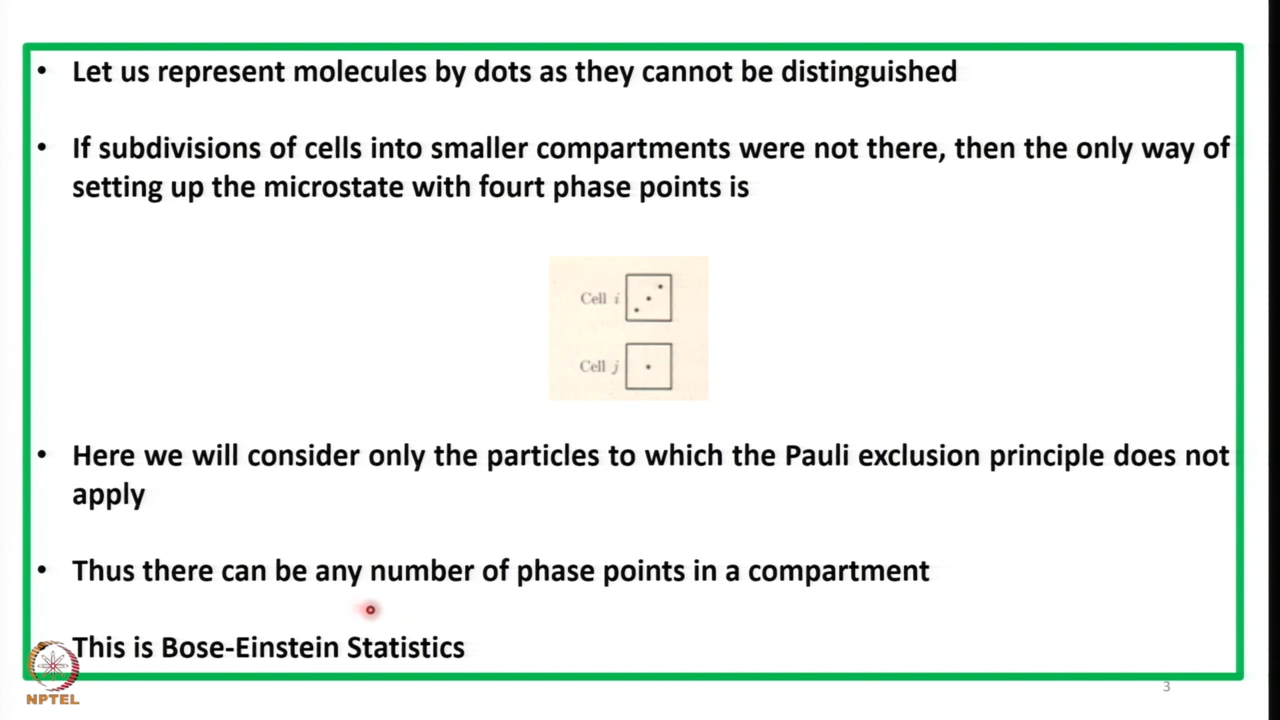 • Let us represent molecules by dots as they cannot be distinguished
• If subdivisions of cells into smaller compartments were not there, then the only way of
setting up the microstate with fourt phase points is
Cell i
Cell j
• Here we will consider only the particles to which the Pauli exclusion principle does not
apply
• Thus there can be any number of phase points in a compartment
This is Bose-Einstein Statistics
NPTEL
3